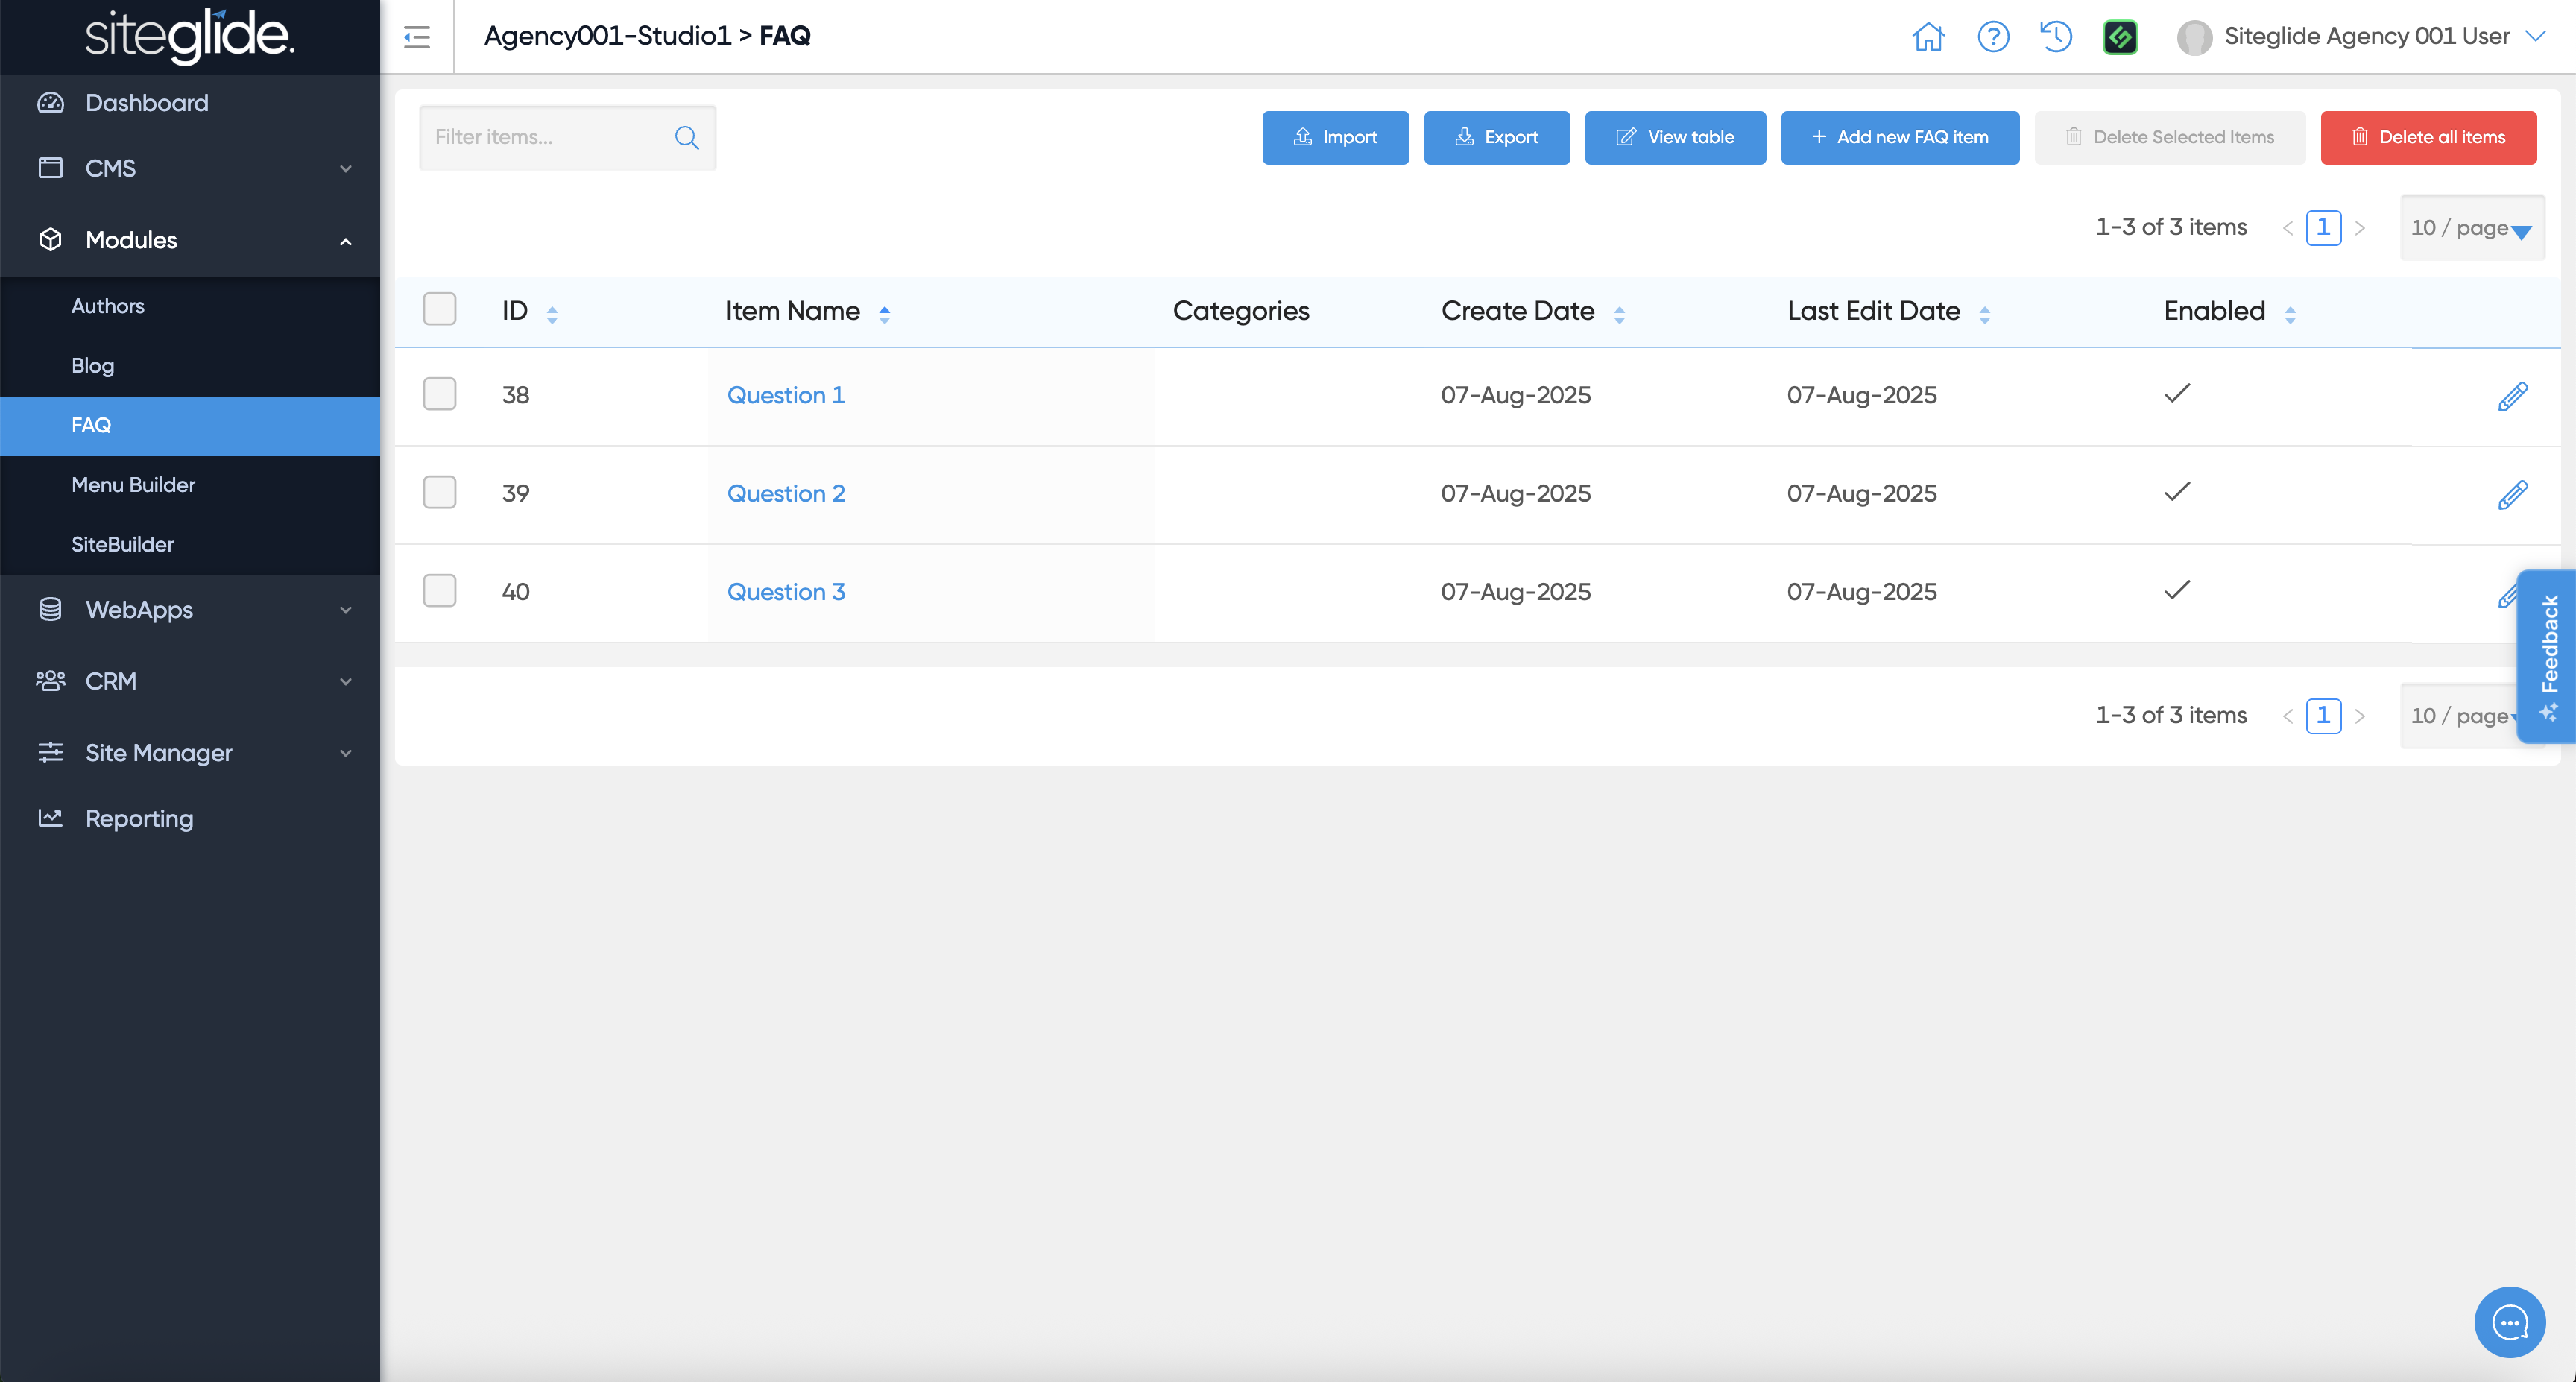 siteglide.
Agency001-Studio1 > FAQ
Siteglide Agency 001 User
Dashboard
CMS
Modules
Authors
Blog
FAQ
Menu Builder
SiteBuilder
WebApps
CRM
Site Manager
Reporting
Filter items...
Import
Export
View table
+ Add new FAQ item
Delete Selected Items
Delete all items
1-3 of 3 items < 1 > 10 / page
ID Item Name Categories Create Date Last Edit Date Enabled
38 Question 1 07-Aug-2025 07-Aug-2025
39 Question 2 07-Aug-2025 07-Aug-2025
40 Question 3 07-Aug-2025 07-Aug-2025
Feedback
1-3 of 3 items < 1 > 10 / page